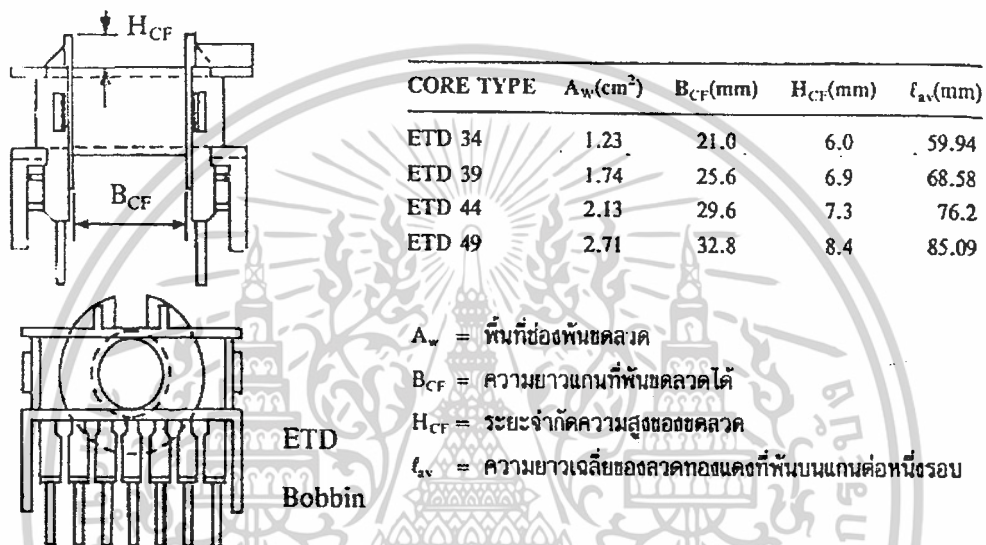 H_CF
B_CF
ETD
Bobbin
CORE TYPE A_w(cm²) B_CF(mm) H_CF(mm) ℓ_av(mm)
ETD 34 1.23 21.0 6.0 59.94
ETD 39 1.74 25.6 6.9 68.58
ETD 44 2.13 29.6 7.3 76.2
ETD 49 2.71 32.8 8.4 85.09
A_w = พื้นที่ช่องพันขดลวด
B_CF = ความยาวแกนที่พันขดลวดได้
H_CF = ระยะจำกัดความสูงของขดลวด
ℓ_av = ความยาวเฉลี่ยของลวดทองแดงที่พันบนแกนต่อหนึ่งรอบ